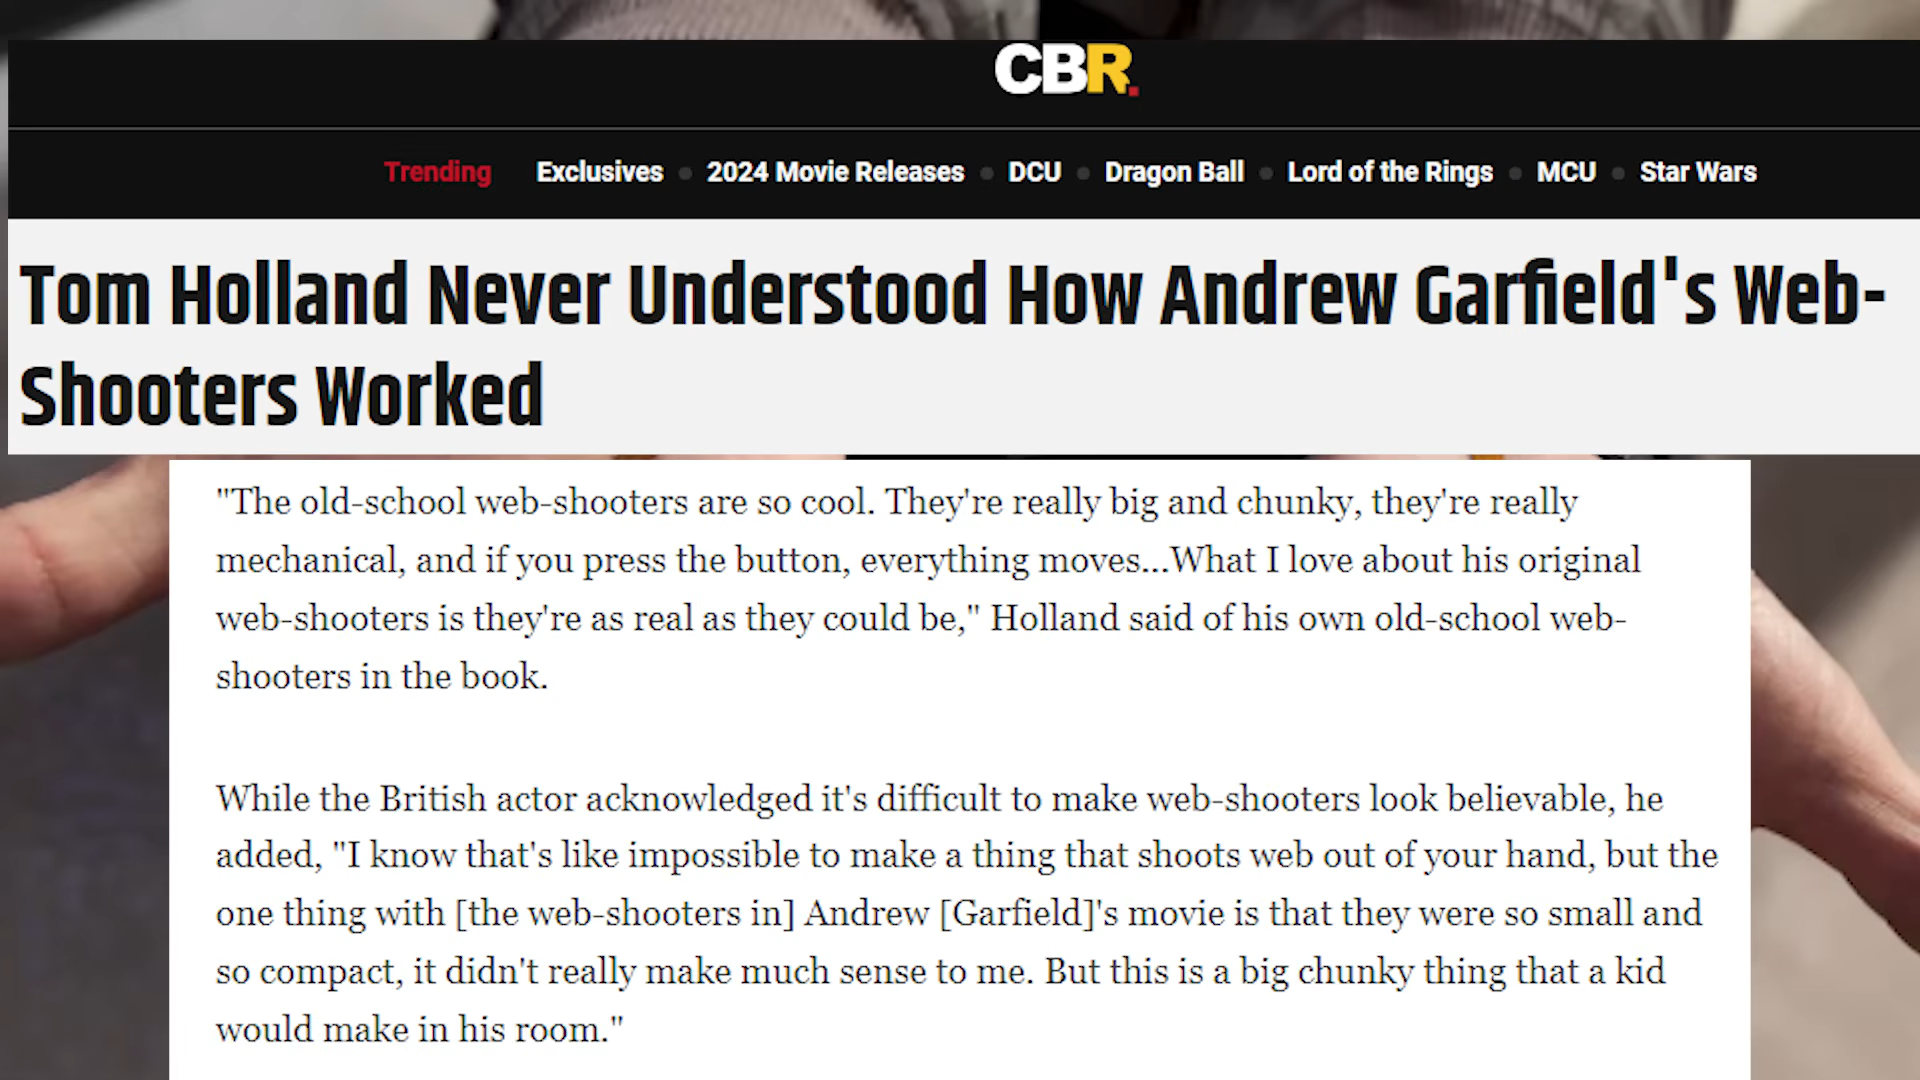 CBR.
Trending Exclusives 2024 Movie Releases DCU Dragon Ball Lord of the Rings MCU Star Wars
Tom Holland Never Understood How Andrew Garfield's Web-
Shooters Worked
"The old-school web-shooters are so cool. They're really big and chunky, they're really
mechanical, and if you press the button, everything moves...What I love about his original
web-shooters is they're as real as they could be," Holland said of his own old-school web-
shooters in the book.
While the British actor acknowledged it's difficult to make web-shooters look believable, he
added, "I know that's like impossible to make a thing that shoots web out of your hand, but the
one thing with [the web-shooters in] Andrew [Garfield]'s movie is that they were so small and
so compact, it didn't really make much sense to me. But this is a big chunky thing that a kid
would make in his room."